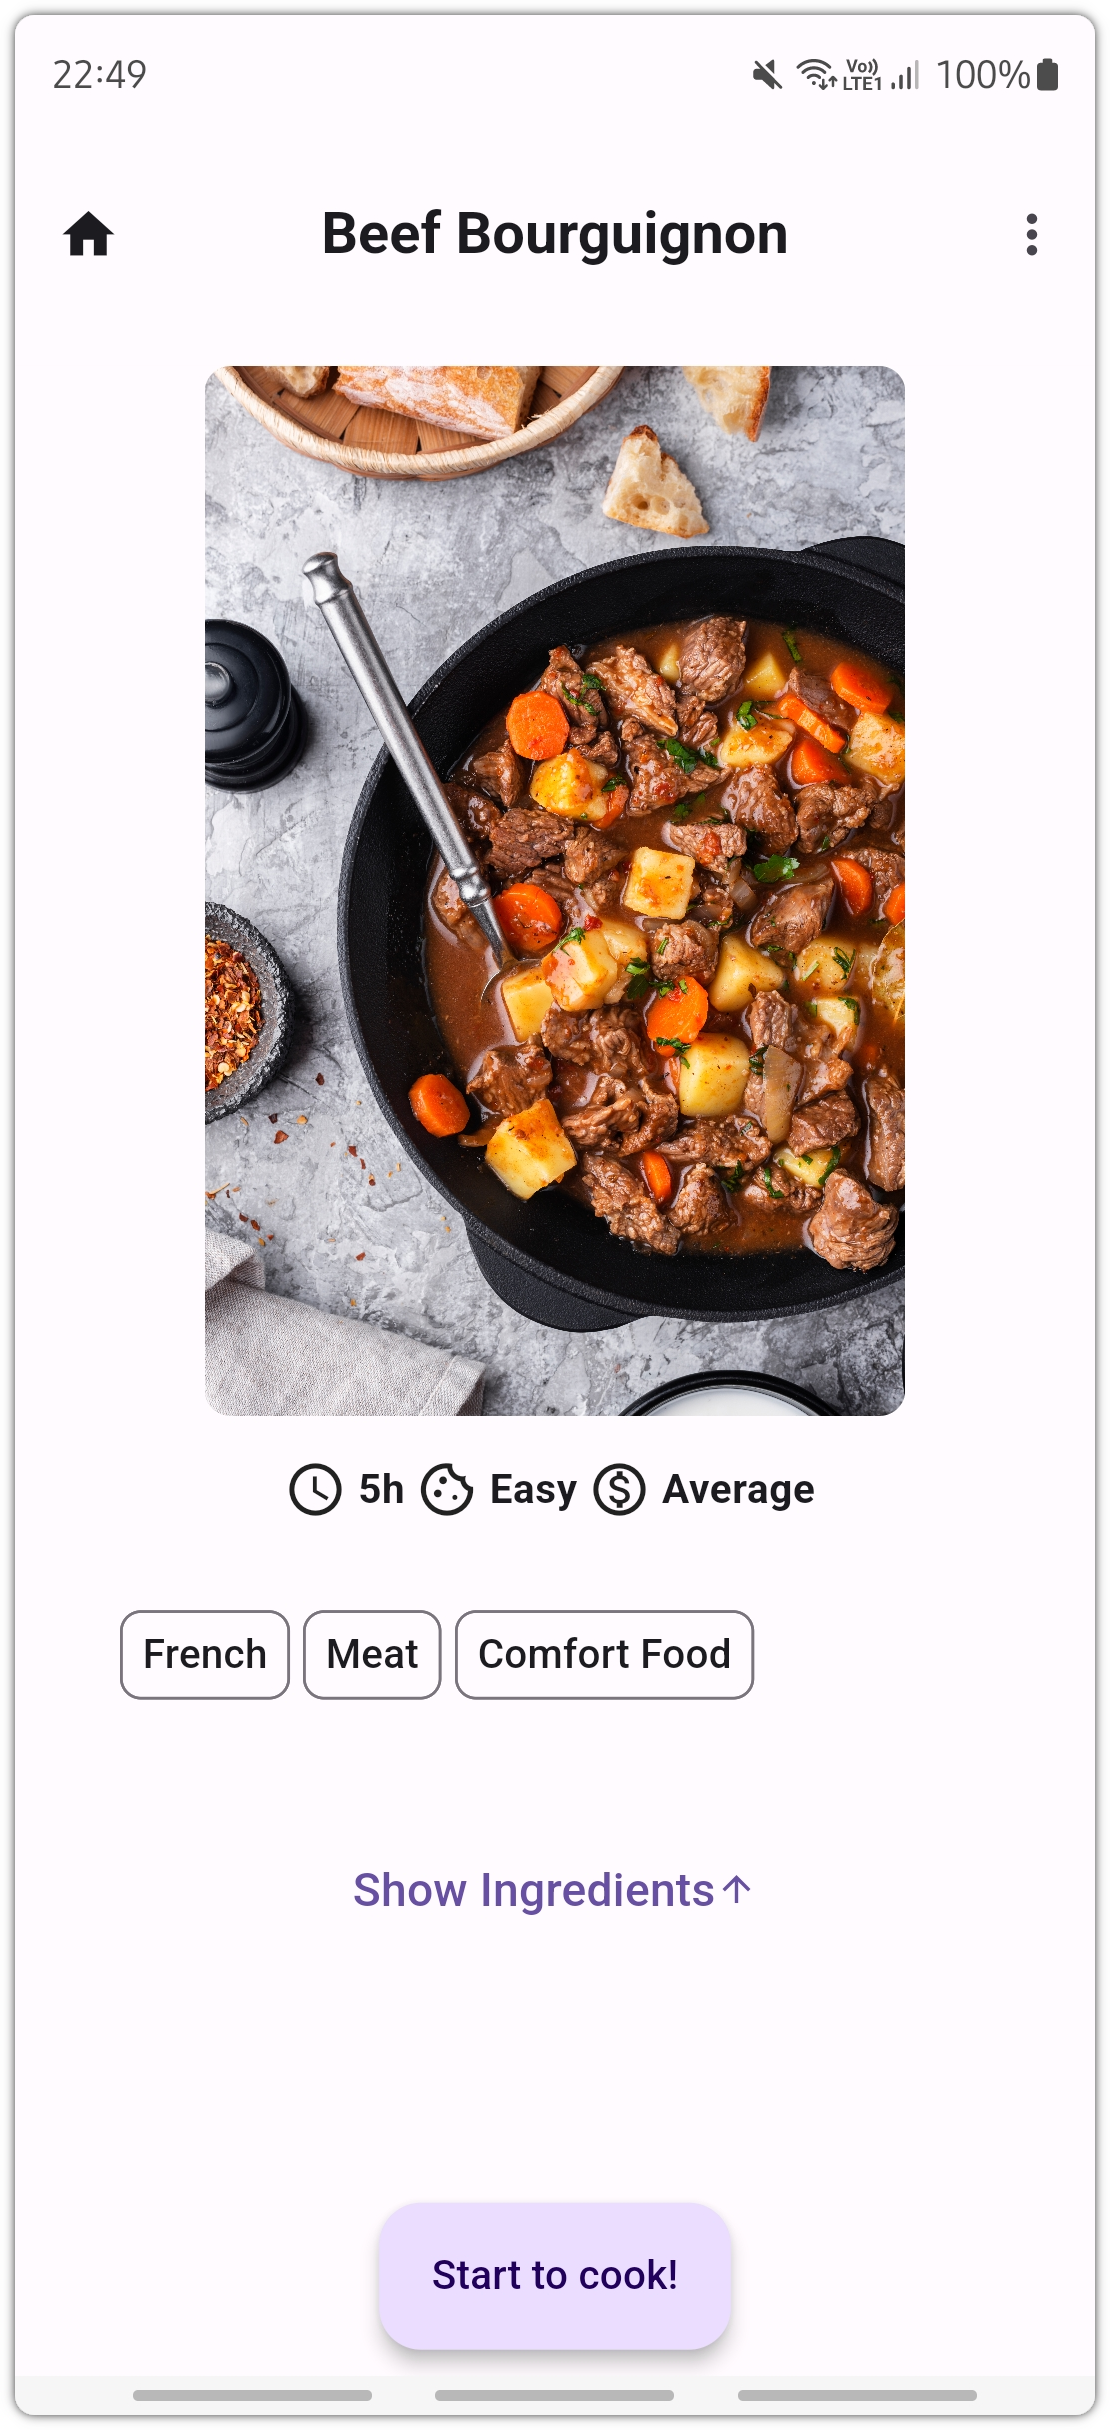 22:49 Vo)) LTE1 100%
Beef Bourguignon
5h Easy $ Average
French Meat Comfort Food
Show Ingredients↑
Start to cook!